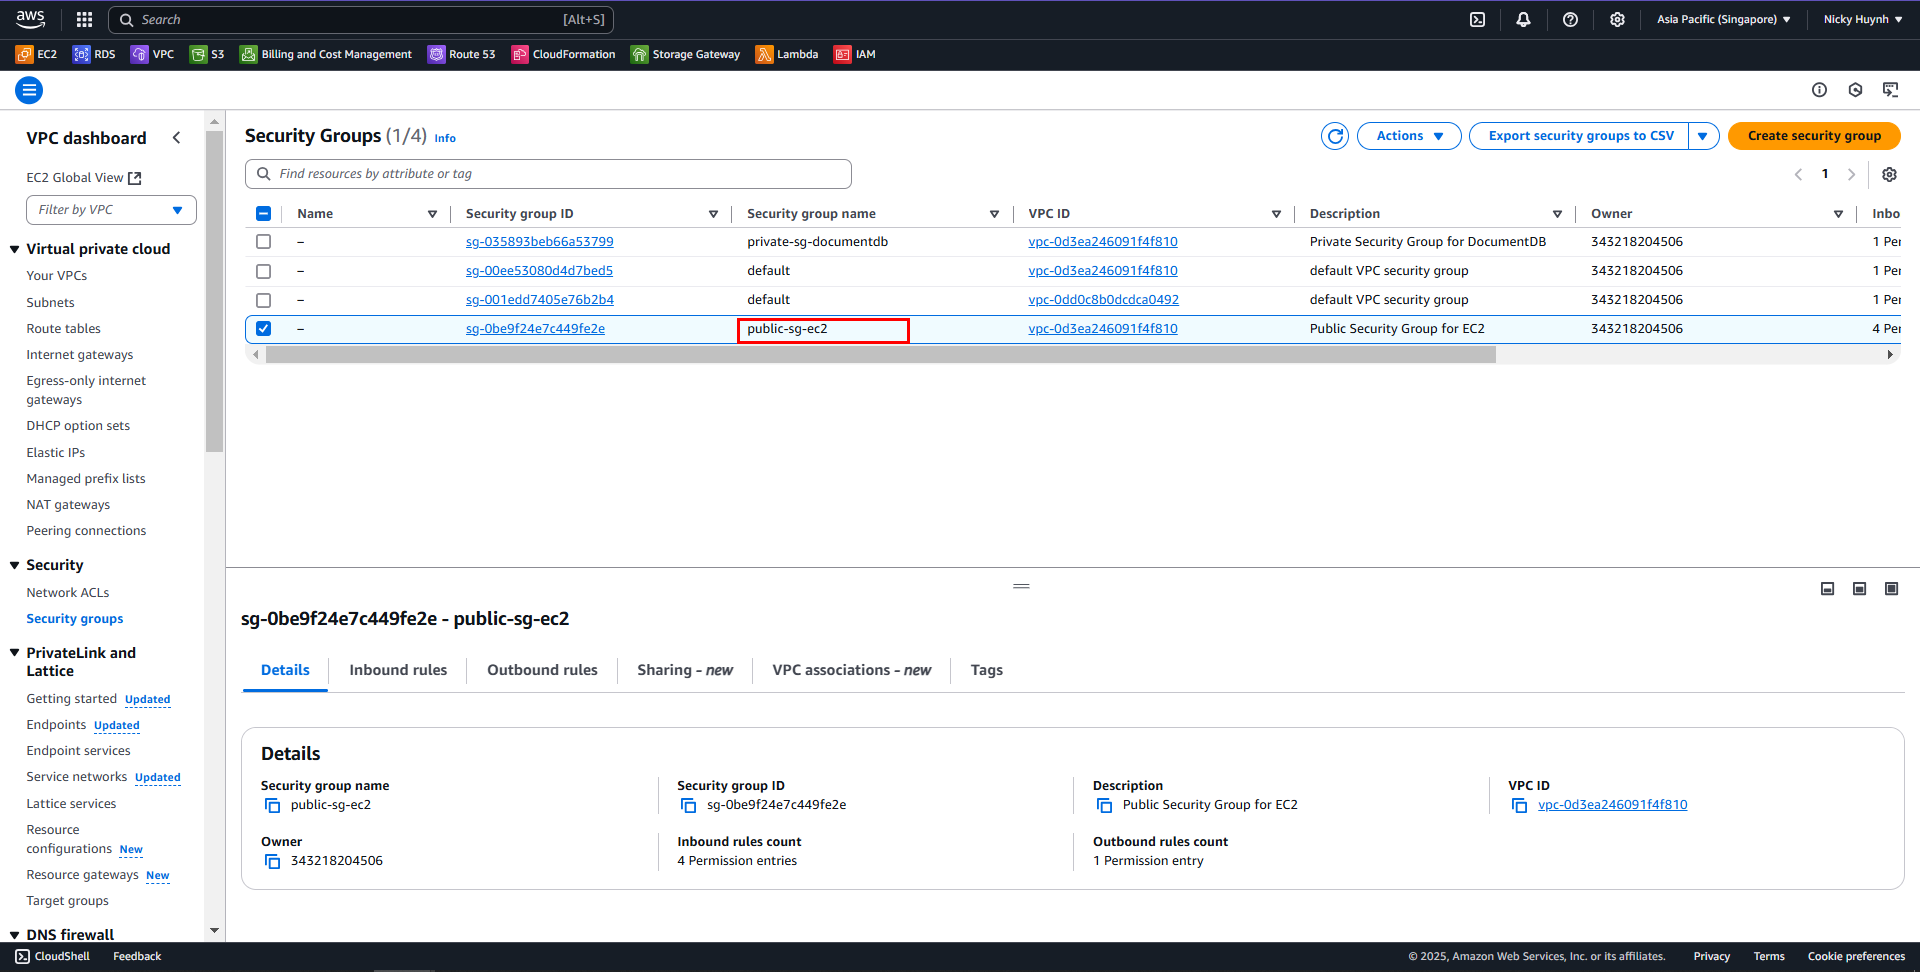 aws
Search [Alt+S]
Asia Pacific (Singapore)
Nicky Huynh
EC2 RDS VPC S3 Billing and Cost Management Route 53 CloudFormation Storage Gateway Lambda IAM
VPC dashboard
EC2 Global View
Filter by VPC
Virtual private cloud
Your VPCs
Subnets
Route tables
Internet gateways
Egress-only internet
gateways
DHCP option sets
Elastic IPs
Managed prefix lists
NAT gateways
Peering connections
Security
Network ACLs
Security groups
PrivateLink and
Lattice
Getting started Updated
Endpoints Updated
Endpoint services
Service networks Updated
Lattice services
Resource
configurations New
Resource gateways New
Target groups
DNS firewall
Security Groups (1/4) Info
Actions
Export security groups to CSV
Create security group
Find resources by attribute or tag
1
Name Security group ID Security group name VPC ID Description Owner Inbo
– sg-035893beb66a53799 private-sg-documentdb vpc-0d3ea246091f4f810 Private Security Group for DocumentDB 343218204506 1 Per
– sg-00ee53080d4d7bed5 default vpc-0d3ea246091f4f810 default VPC security group 343218204506 1 Per
– sg-001edd7405e76b2b4 default vpc-0dd0c8b0dcdca0492 default VPC security group 343218204506 1 Per
– sg-0be9f24e7c449fe2e public-sg-ec2 vpc-0d3ea246091f4f810 Public Security Group for EC2 343218204506 4 Per
sg-0be9f24e7c449fe2e - public-sg-ec2
Details Inbound rules Outbound rules Sharing - new VPC associations - new Tags
Details
Security group name
public-sg-ec2
Security group ID
sg-0be9f24e7c449fe2e
Description
Public Security Group for EC2
VPC ID
vpc-0d3ea246091f4f810
Owner
343218204506
Inbound rules count
4 Permission entries
Outbound rules count
1 Permission entry
CloudShell Feedback
© 2025, Amazon Web Services, Inc. or its affiliates. Privacy Terms Cookie preferences